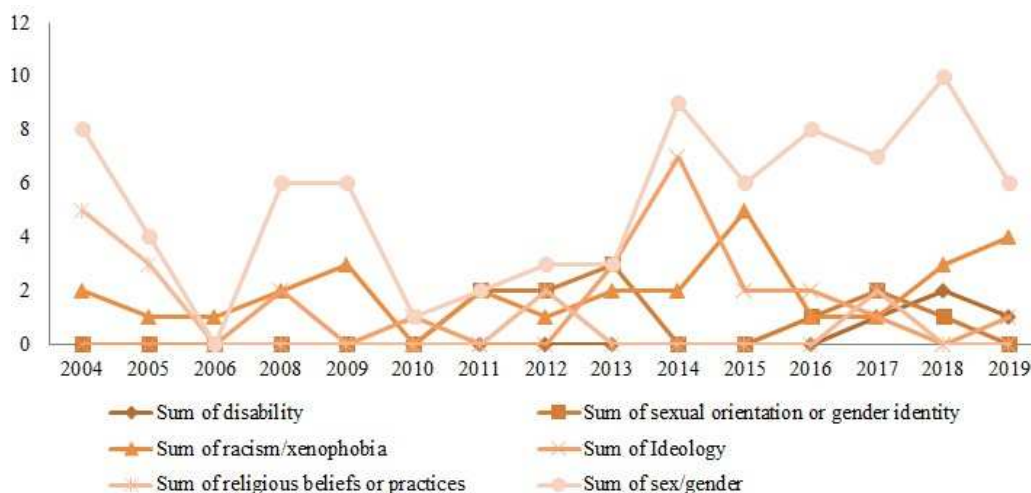 12
10
8
6
4
2
0
2004 2005 2006 2008 2009 2010 2011 2012 2013 2014 2015 2016 2017 2018 2019
Sum of disability
Sum of sexual orientation or gender identity
Sum of racism/xenophobia
Sum of Ideology
Sum of religious beliefs or practices
Sum of sex/gender